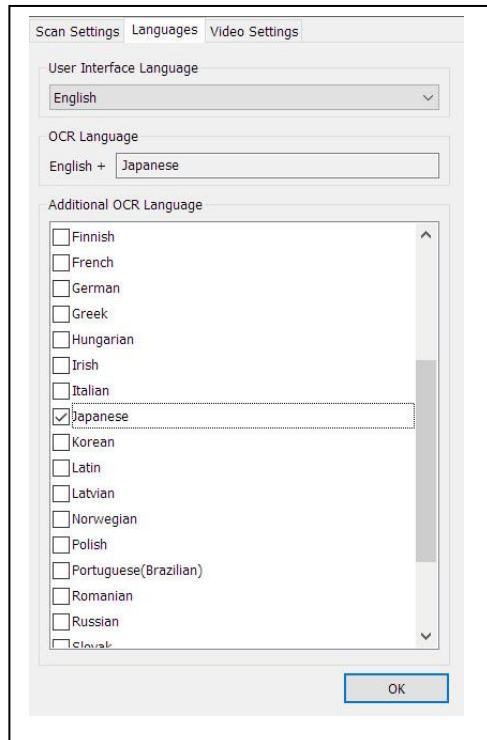 Scan Settings Languages Video Settings
User Interface Language
English
OCR Language
English + Japanese
Additional OCR Language
Finnish
French
German
Greek
Hungarian
Irish
Italian
Japanese
Korean
Latin
Latvian
Norwegian
Polish
Portuguese(Brazilian)
Romanian
Russian
Slovak
OK